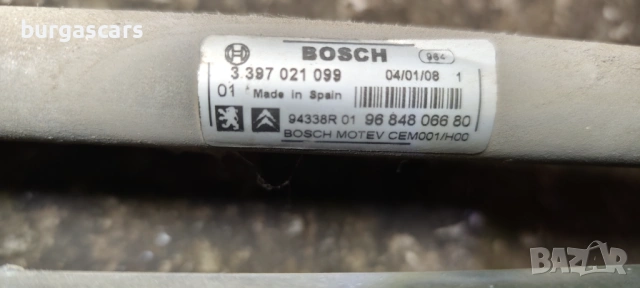 burgascars
BOSCH
984
3 397 021 099
04/01/08 1
01 Made in Spain
94338R 01 96 848 066 80
BOSCH MOTEV CEM001/H00
BAZAR